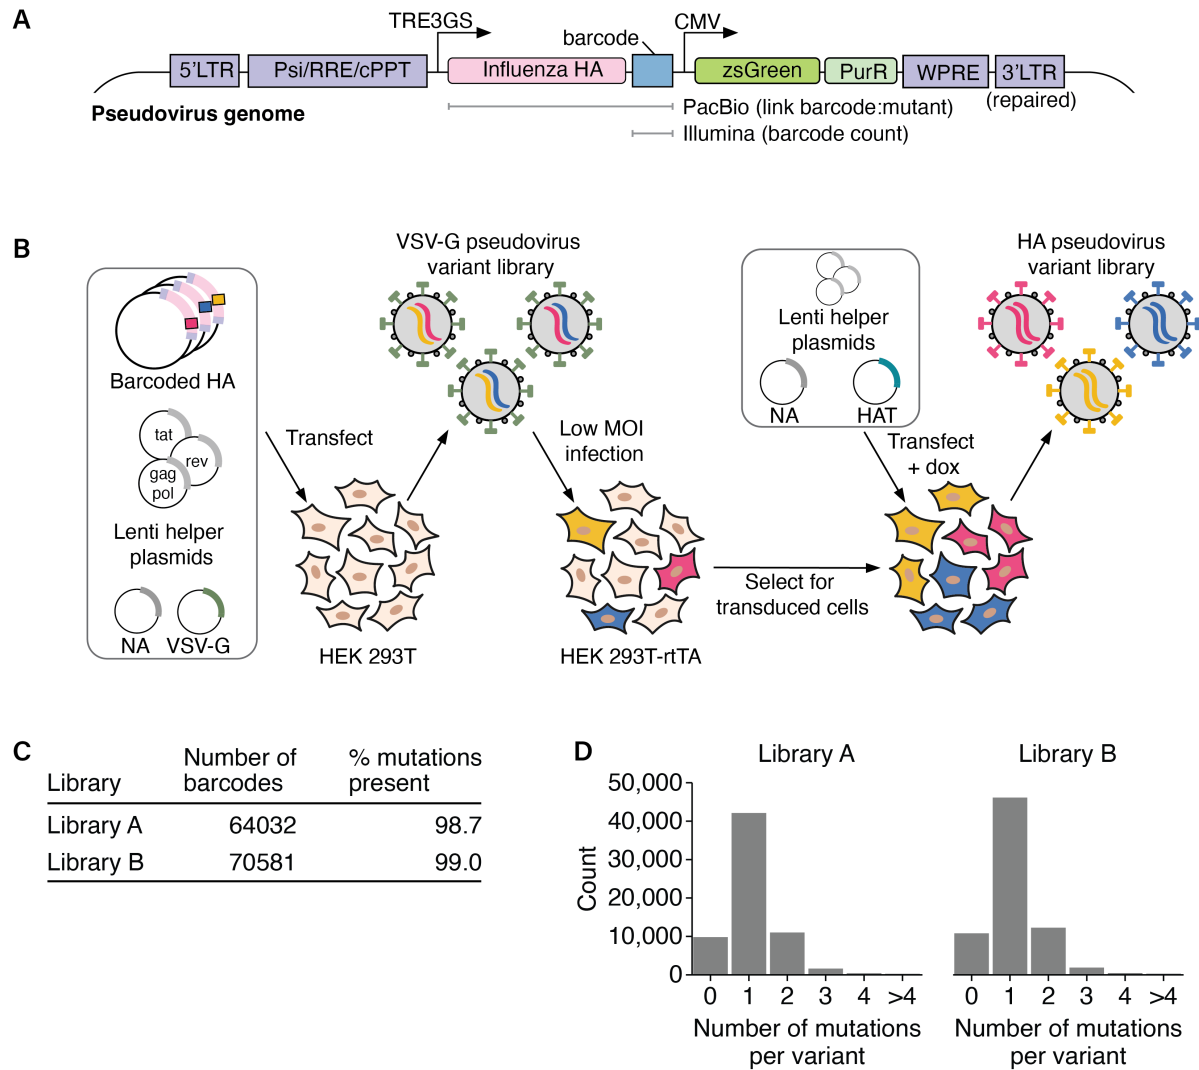 A
TRE3GS
CMV
barcode
5’LTR
Psi/RRE/cPPT
Influenza HA
zsGreen
PurR
WPRE
3’LTR
(repaired)
Pseudovirus genome
PacBio (link barcode:mutant)
Illumina (barcode count)
B
Barcoded HA
tat
rev
gag
pol
Lenti helper
plasmids
NA
VSV-G
Transfect
HEK 293T
VSV-G pseudovirus
variant library
Low MOI
infection
HEK 293T-rtTA
Select for
transduced cells
Lenti helper
plasmids
NA
HAT
Transfect
+ dox
HA pseudovirus
variant library
C
Library
Number of
barcodes
% mutations
present
Library A 64032 98.7
Library B 70581 99.0
D
Library A
Library B
Count
50,000
40,000
30,000
20,000
10,000
0
0 1 2 3 4 >4
0 1 2 3 4 >4
Number of mutations
per variant
Number of mutations
per variant